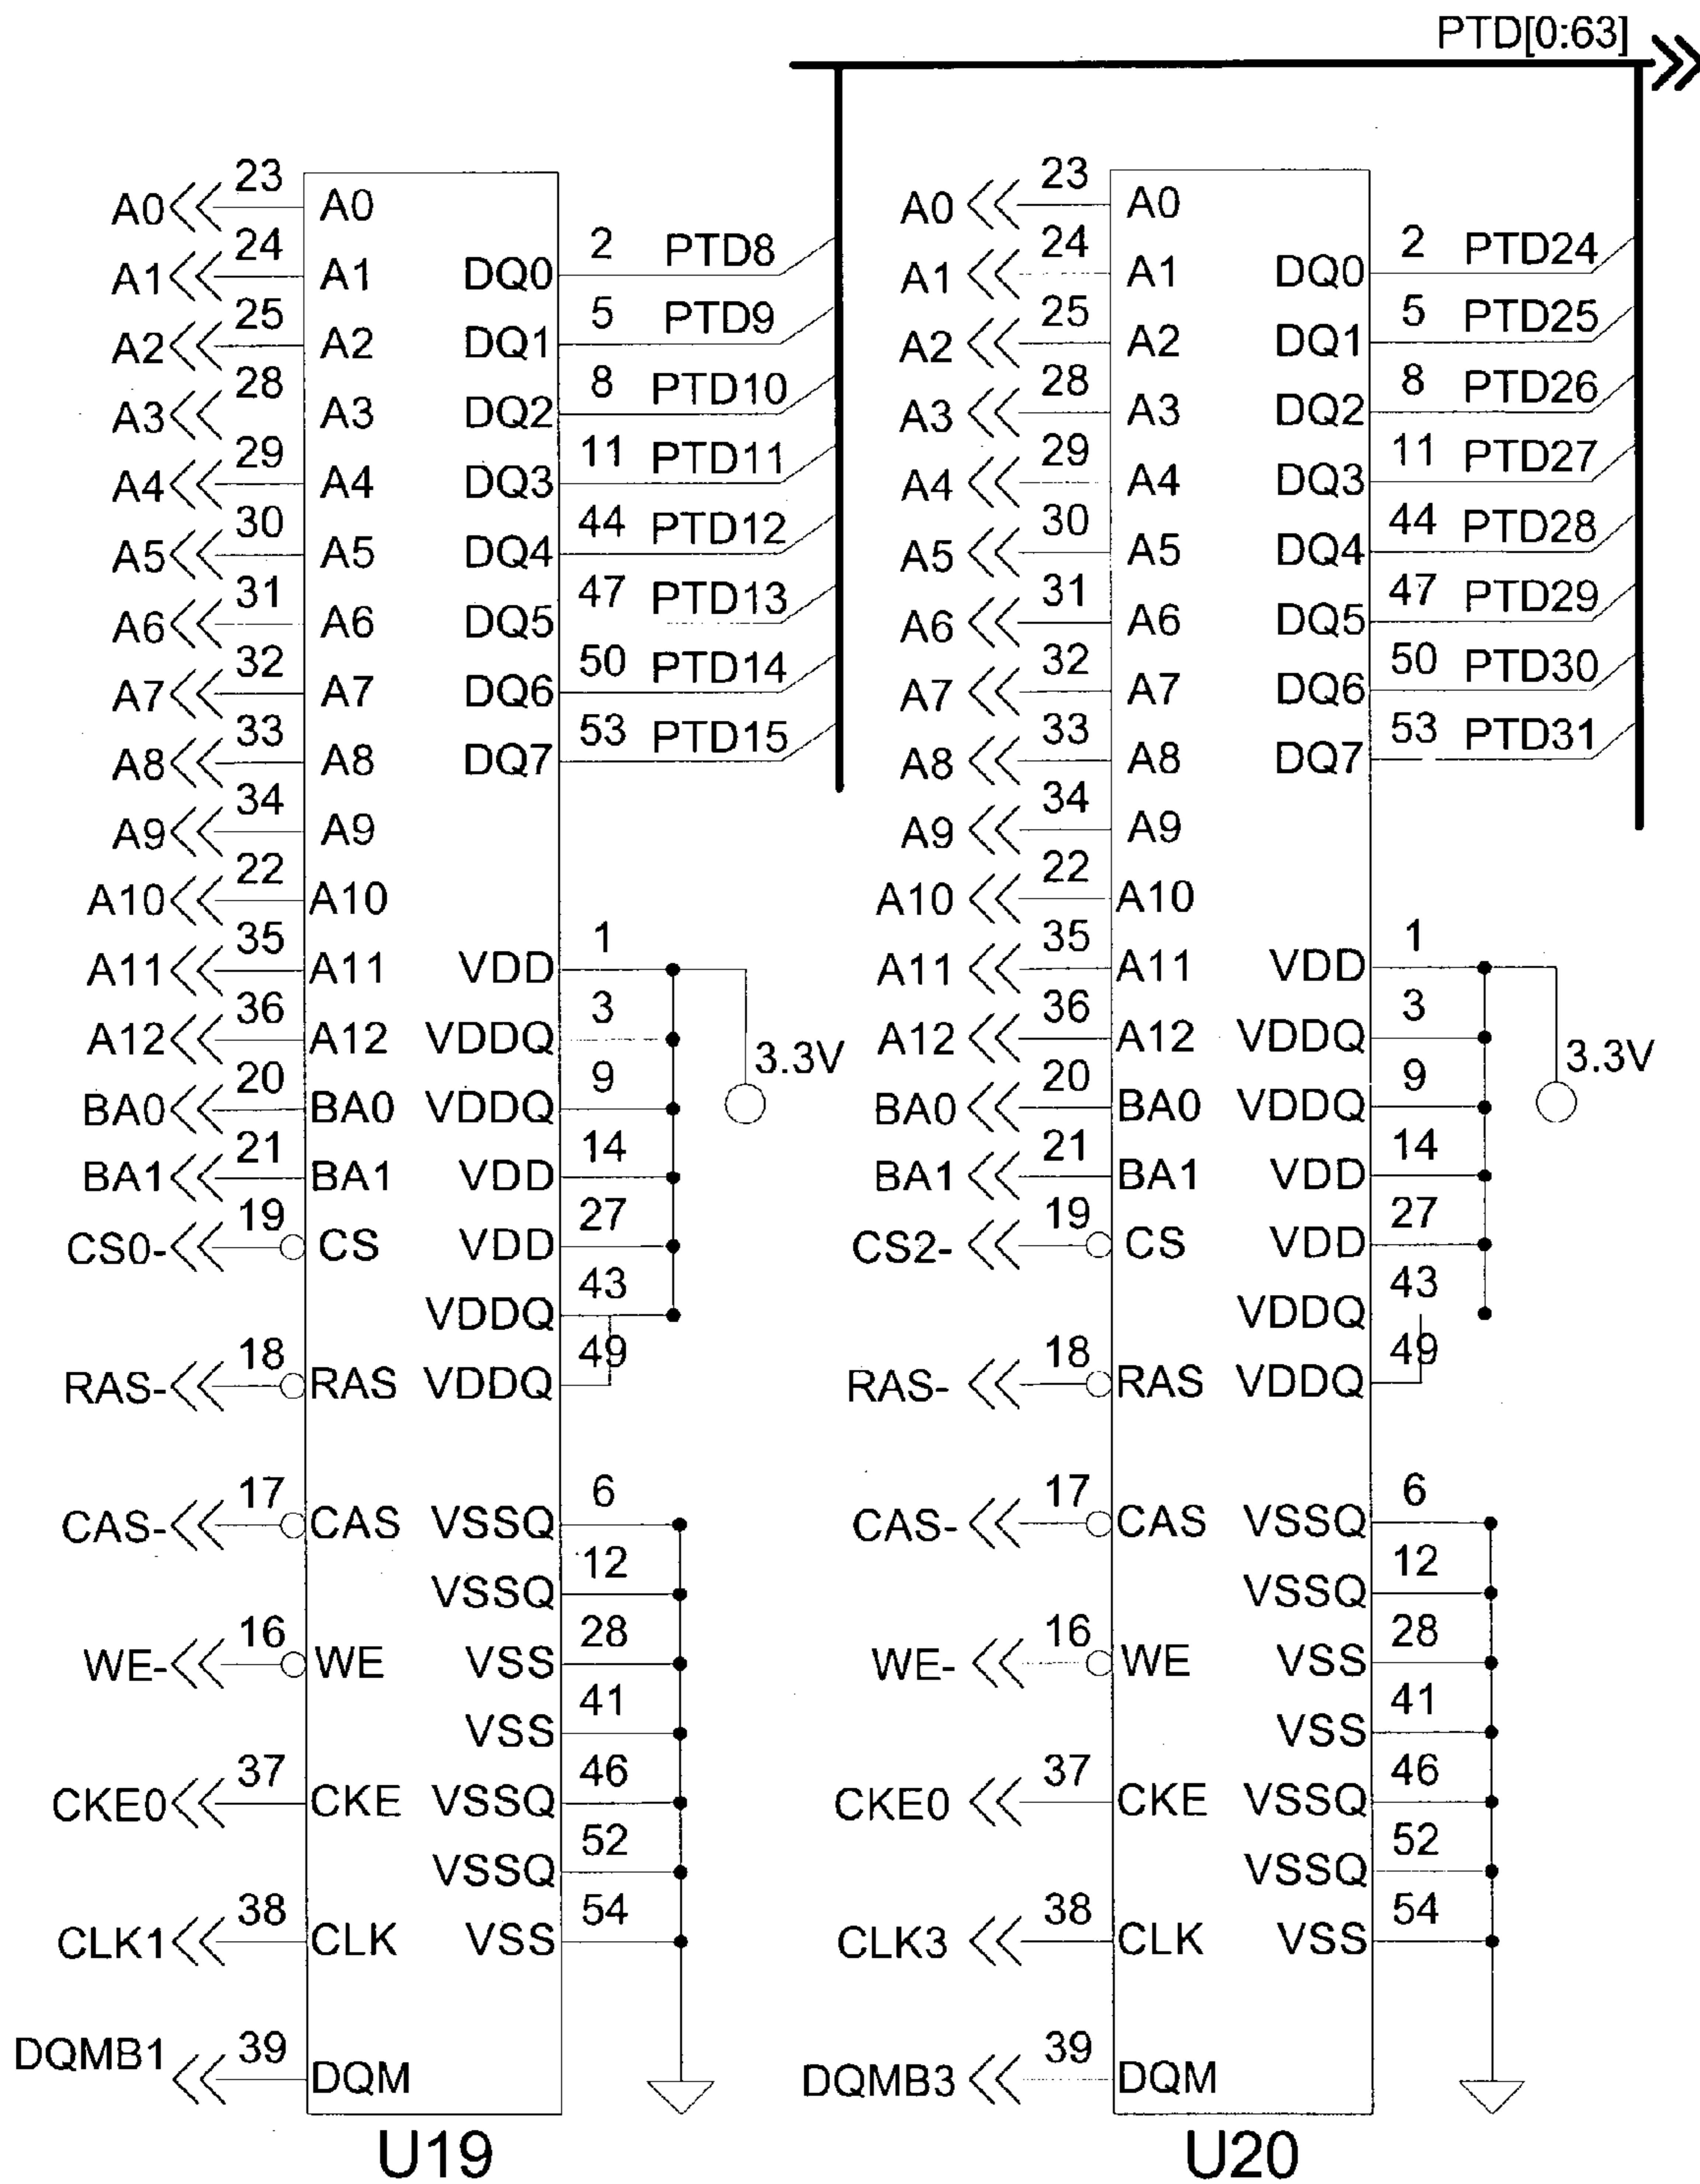 PTD[0:63]
A0 23 A0
A1 24 A1 DQ0 2 PTD8
A2 25 A2 DQ1 5 PTD9
A3 28 A3 DQ2 8 PTD10
A4 29 A4 DQ3 11 PTD11
A5 30 A5 DQ4 44 PTD12
A6 31 A6 DQ5 47 PTD13
A7 32 A7 DQ6 50 PTD14
A8 33 A8 DQ7 53 PTD15
A9 34 A9
A10 22 A10
A11 35 A11 VDD 1
A12 36 A12 VDDQ 3
3.3V
BA0 20 BA0 VDDQ 9
BA1 21 BA1 VDD 14
CS0- 19 CS VDD 27
VDDQ 43
RAS- 18 RAS VDDQ 49
CAS- 17 CAS VSSQ 6
VSSQ 12
WE- 16 WE VSS 28
VSS 41
CKE0 37 CKE VSSQ 46
VSSQ 52
CLK1 38 CLK VSS 54
DQMB1 39 DQM
U19
A0 23 A0
A1 24 A1 DQ0 2 PTD24
A2 25 A2 DQ1 5 PTD25
A3 28 A3 DQ2 8 PTD26
A4 29 A4 DQ3 11 PTD27
A5 30 A5 DQ4 44 PTD28
A6 31 A6 DQ5 47 PTD29
A7 32 A7 DQ6 50 PTD30
A8 33 A8 DQ7 53 PTD31
A9 34 A9
A10 22 A10
A11 35 A11 VDD 1
A12 36 A12 VDDQ 3
3.3V
BA0 20 BA0 VDDQ 9
BA1 21 BA1 VDD 14
CS2- 19 CS VDD 27
VDDQ 43
RAS- 18 RAS VDDQ 49
CAS- 17 CAS VSSQ 6
VSSQ 12
WE- 16 WE VSS 28
VSS 41
CKE0 37 CKE VSSQ 46
VSSQ 52
CLK3 38 CLK VSS 54
DQMB3 39 DQM
U20